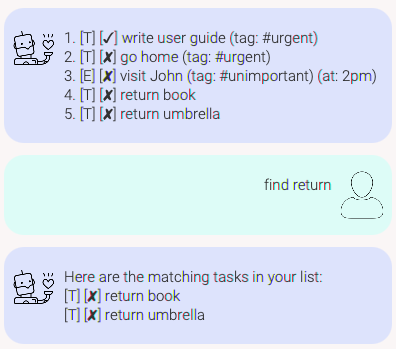 1. [T] [✓] write user guide (tag: #urgent)
2. [T] [✗] go home (tag: #urgent)
3. [E] [✗] visit John (tag: #unimportant) (at: 2pm)
4. [T] [✗] return book
5. [T] [✗] return umbrella
find return
Here are the matching tasks in your list:
[T] [✗] return book
[T] [✗] return umbrella